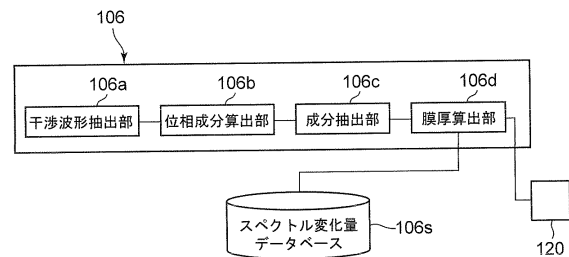 106
106a
106b
106c
106d
干渉波形抽出部
位相成分算出部
成分抽出部
膜厚算出部
スペクトル変化量
データベース
106s
120